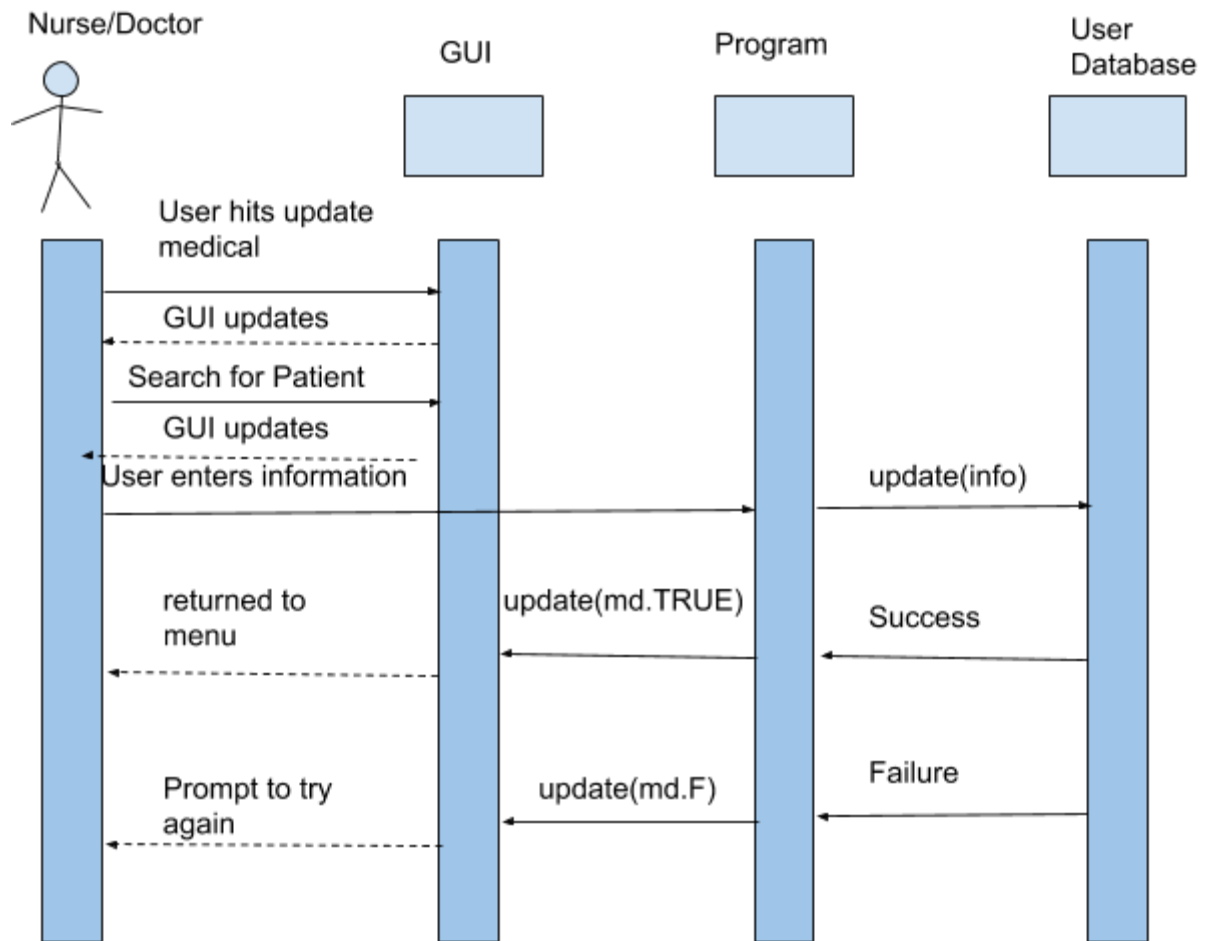 Nurse/Doctor
GUI
Program
User
Database
User hits update
medical
GUI updates
Search for Patient
GUI updates
User enters information
update(info)
returned to
menu
update(md.TRUE)
Success
Prompt to try
again
update(md.F)
Failure